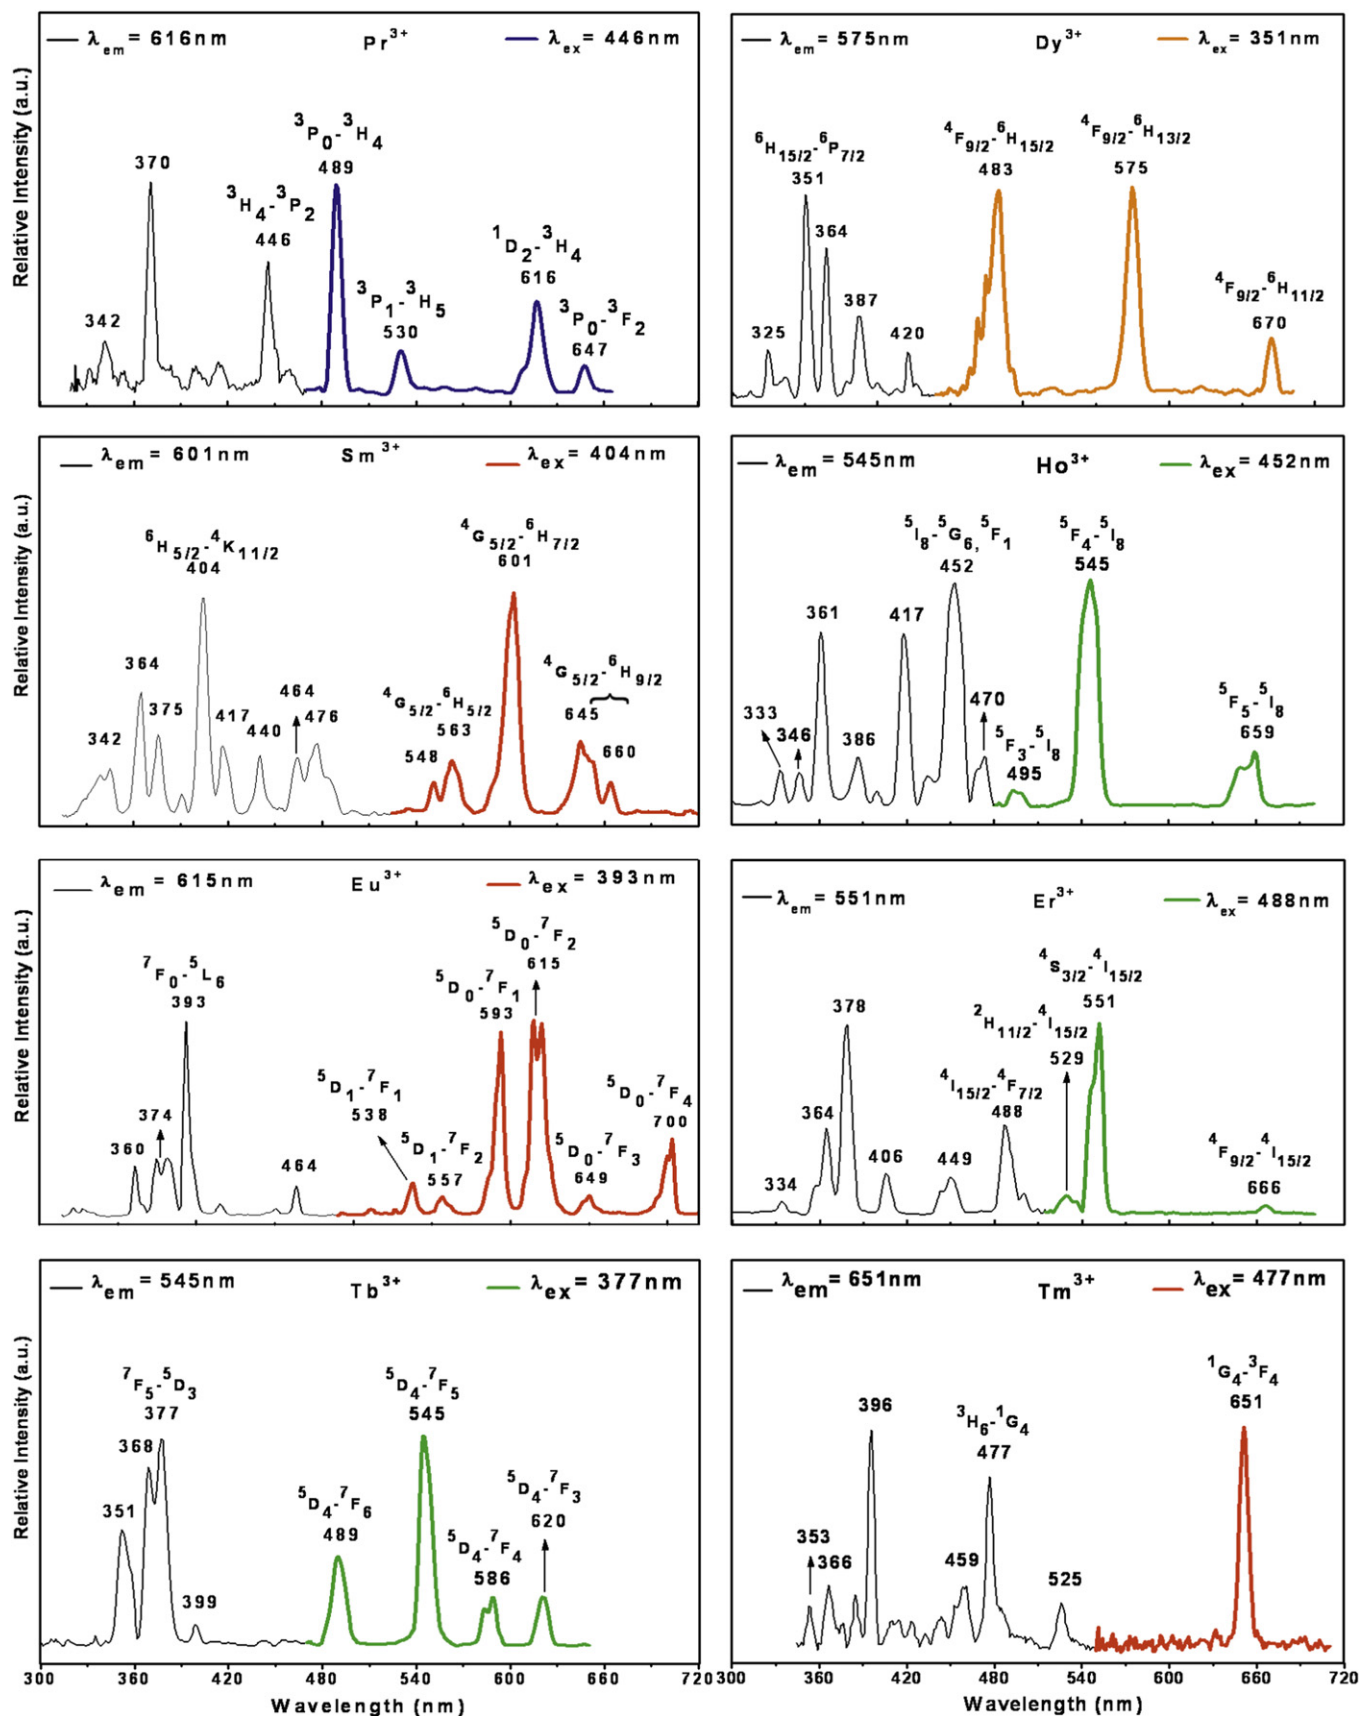 λem = 616nm Pr3+ λex = 446nm
3P0-3H4
489
370
3H4-3P2
446
1D2-3H4
616
3P1-3H5
530
3P0-3F2
647
342
Relative Intensity (a.u.)
λem = 575nm Dy3+ λex = 351nm
6H15/2-6P7/2
351
4F9/2-6H15/2
483
4F9/2-6H13/2
575
364
387
325
420
4F9/2-6H11/2
670
λem = 601nm Sm3+ λex = 404nm
6H5/2-4K11/2
404
4G5/2-6H7/2
601
364
375
342
417
440
464
476
4G5/2-6H5/2
563
548
4G5/2-6H9/2
645
660
Relative Intensity (a.u.)
λem = 545nm Ho3+ λex = 452nm
5I8-5G6, 5F1
452
5F4-5I8
545
361
417
333
346
386
470
5F3-5I8
495
5F5-5I8
659
λem = 615nm Eu3+ λex = 393nm
7F0-5L6
393
5D0-7F2
615
5D0-7F1
593
5D1-7F1
538
5D1-7F2
557
5D0-7F3
649
5D0-7F4
700
374
360
464
Relative Intensity (a.u.)
λem = 551nm Er3+ λex = 488nm
4S3/2-4I15/2
551
2H11/2-4I15/2
529
378
4I15/2-4F7/2
488
364
406
449
334
4F9/2-4I15/2
666
λem = 545nm Tb3+ λex = 377nm
7F5-5D3
377
368
351
399
5D4-7F5
545
5D4-7F6
489
5D4-7F4
586
5D4-7F3
620
Relative Intensity (a.u.)
300 360 420 480 540 600 660 720
Wavelength (nm)
λem = 651nm Tm3+ λex = 477nm
1G4-3F4
651
396
3H6-1G4
477
353
366
459
525
300 360 420 480 540 600 660 720
Wavelength (nm)